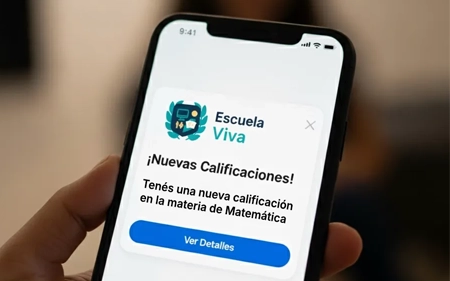 9:41
Escuela
Viva
¡Nuevas Calificaciones!
Tenés una nueva calificación
en la materia de Matemática
Ver Detalles